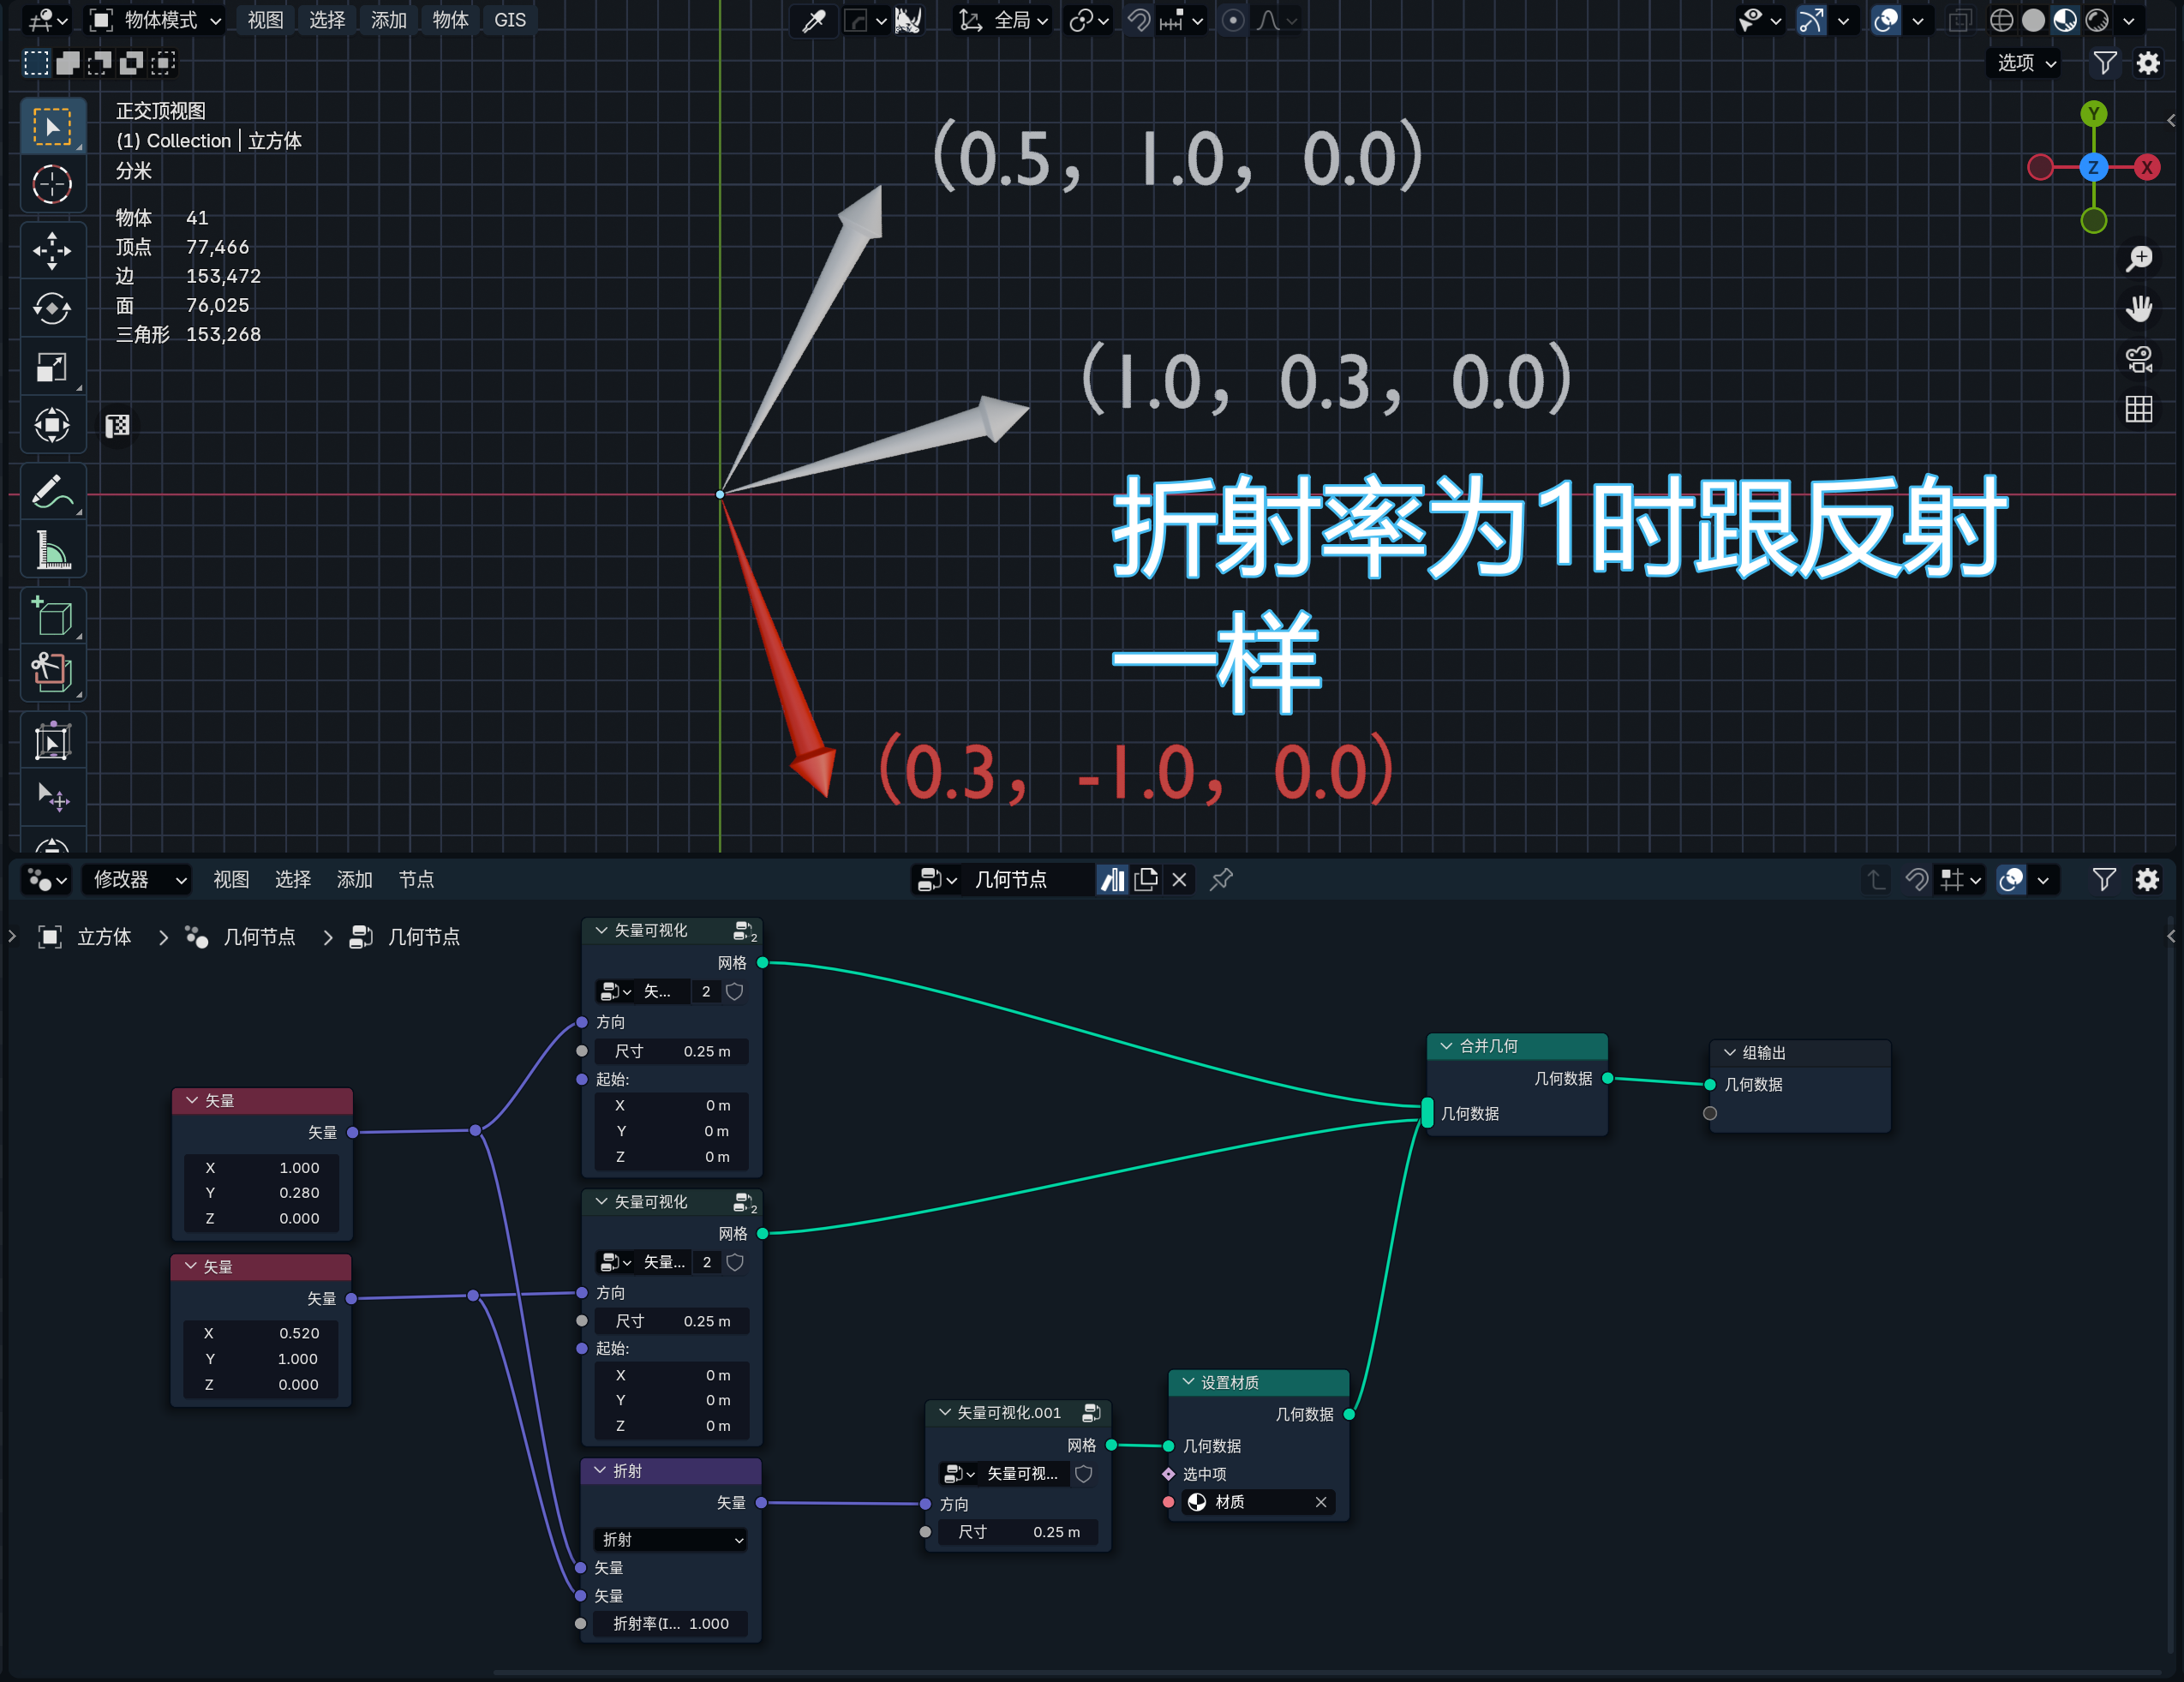 物体模式 视图 选择 添加 物体 GIS 全局
选项
正交顶视图
(1) Collection | 立方体
分米
物体 41
顶点 77,466
边 153,472
面 76,025
三角形 153,268
Y
Z X
(0.5, 1.0, 0.0)
(1.0, 0.3, 0.0)
折射率为1时跟反射
一样
(0.3, -1.0, 0.0)
修改器 视图 选择 添加 节点 几何节点
立方体 几何节点 几何节点
矢量可视化
2
网格
矢... 2
方向
尺寸 0.25 m
起始:
X 0 m
Y 0 m
Z 0 m
矢量
矢量
X 1.000
Y 0.280
Z 0.000
矢量
矢量
X 0.520
Y 1.000
Z 0.000
矢量可视化
2
网格
矢量... 2
方向
尺寸 0.25 m
起始:
X 0 m
Y 0 m
Z 0 m
折射
矢量
折射
矢量
矢量
折射率(I... 1.000
矢量可视化.001
网格
矢量可视...
方向
尺寸 0.25 m
设置材质
几何数据
几何数据
选中项
材质
合并几何
几何数据
几何数据
组输出
几何数据